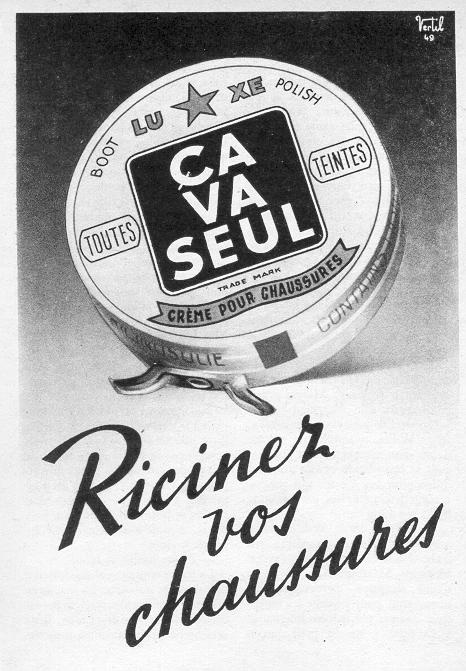 Vertil
49
BOOT LU XE POLISH
ÇA
VA
SEUL
TOUTES
TEINTES
TRADE MARK
CRÈME POUR CHAUSSURES
Ricinez
vos
chaussures